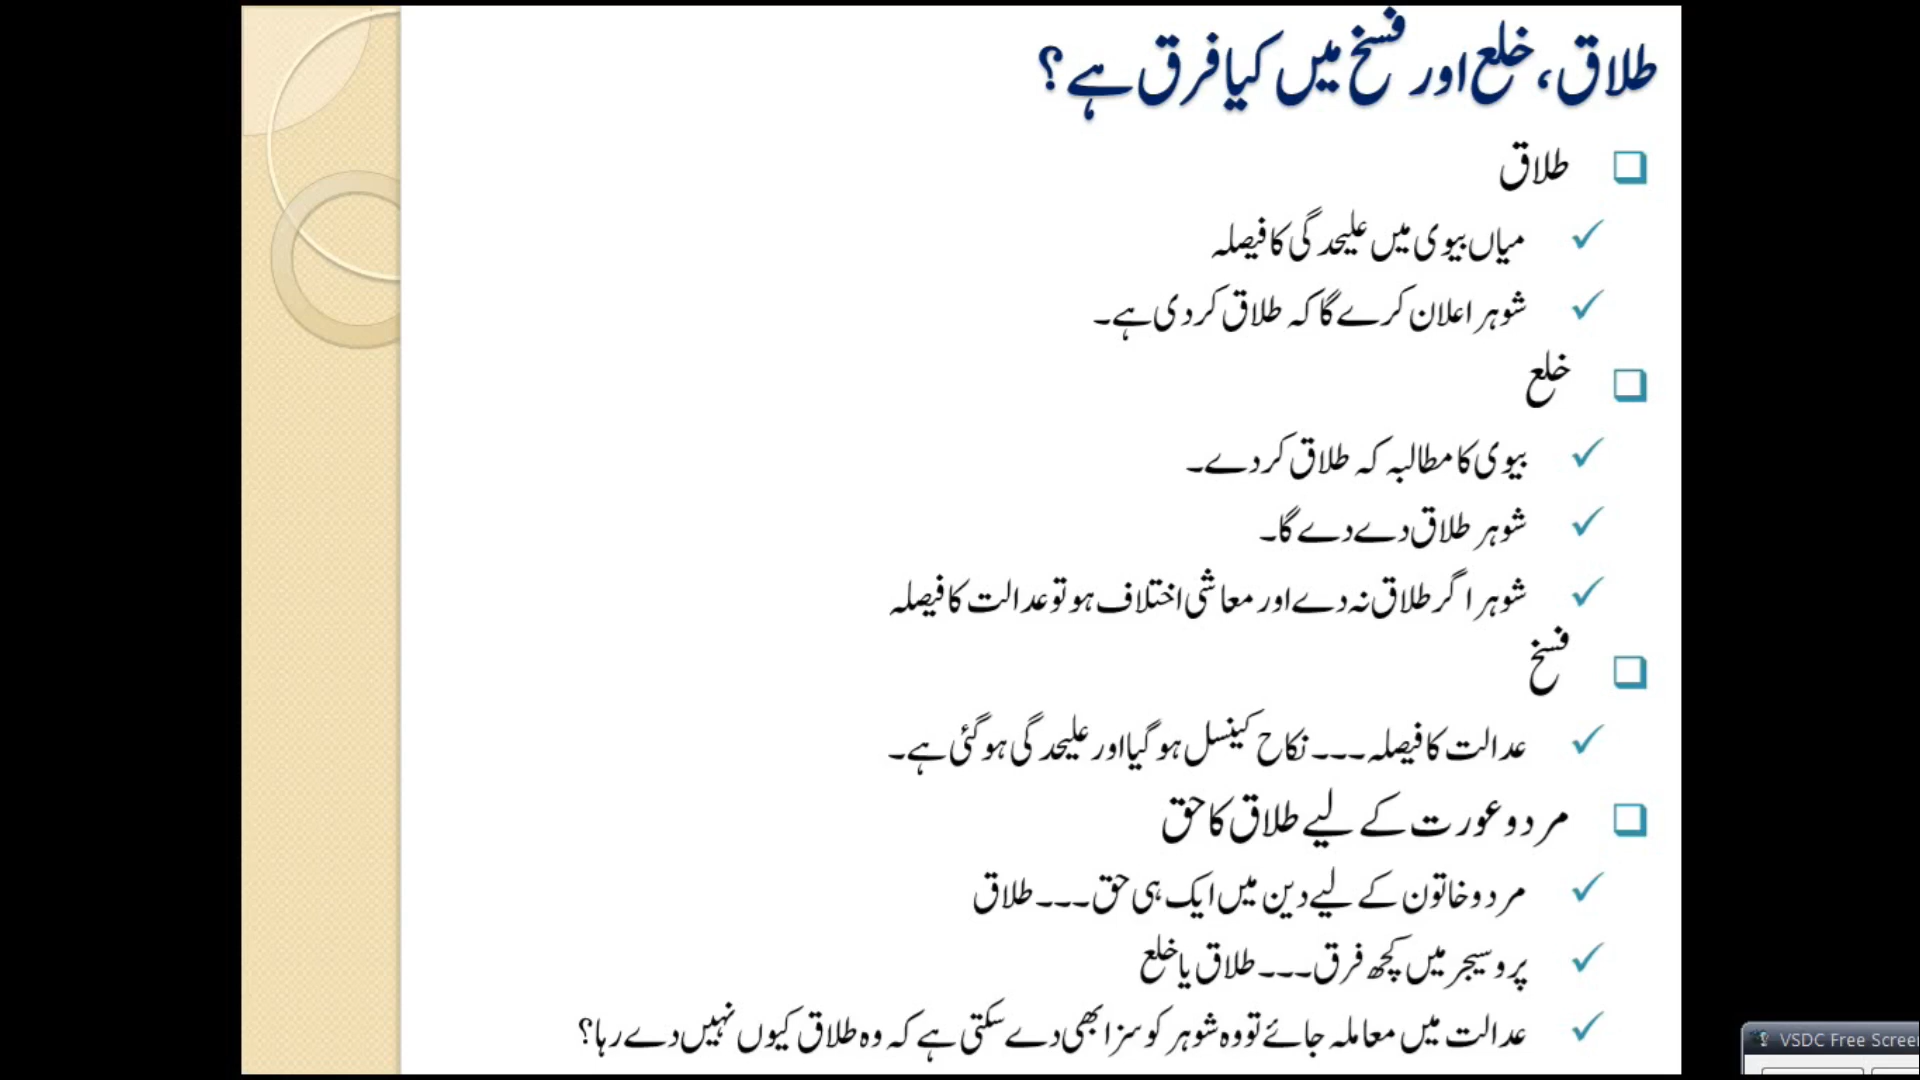 طلاق، خلع اور فسخ میں کیا فرق ہے؟
طلاق
میاں بیوی میں علیحدگی کا فیصلہ
شوہر اعلان کرے گا کہ طلاق کر دی ہے۔
خلع
بیوی کا مطالبہ کہ طلاق کر دے۔
شوہر طلاق دے دے گا۔
شوہر اگر طلاق نہ دے اور معاشی اختلاف ہو تو عدالت کا فیصلہ
فسخ
عدالت کا فیصلہ۔۔۔ نکاح کینسل ہو گیا اور علیحدگی ہو گئی ہے۔
مرد و عورت کے لیے طلاق کا حق
مرد و خاتون کے لیے دین میں ایک ہی حق۔۔۔ طلاق
پروسیجر میں کچھ فرق۔۔۔ طلاق یا خلع
عدالت میں معاملہ جائے تو وہ شوہر کو سزا بھی دے سکتی ہے کہ وہ طلاق کیوں نہیں دے رہا؟
VSDC Free Screen